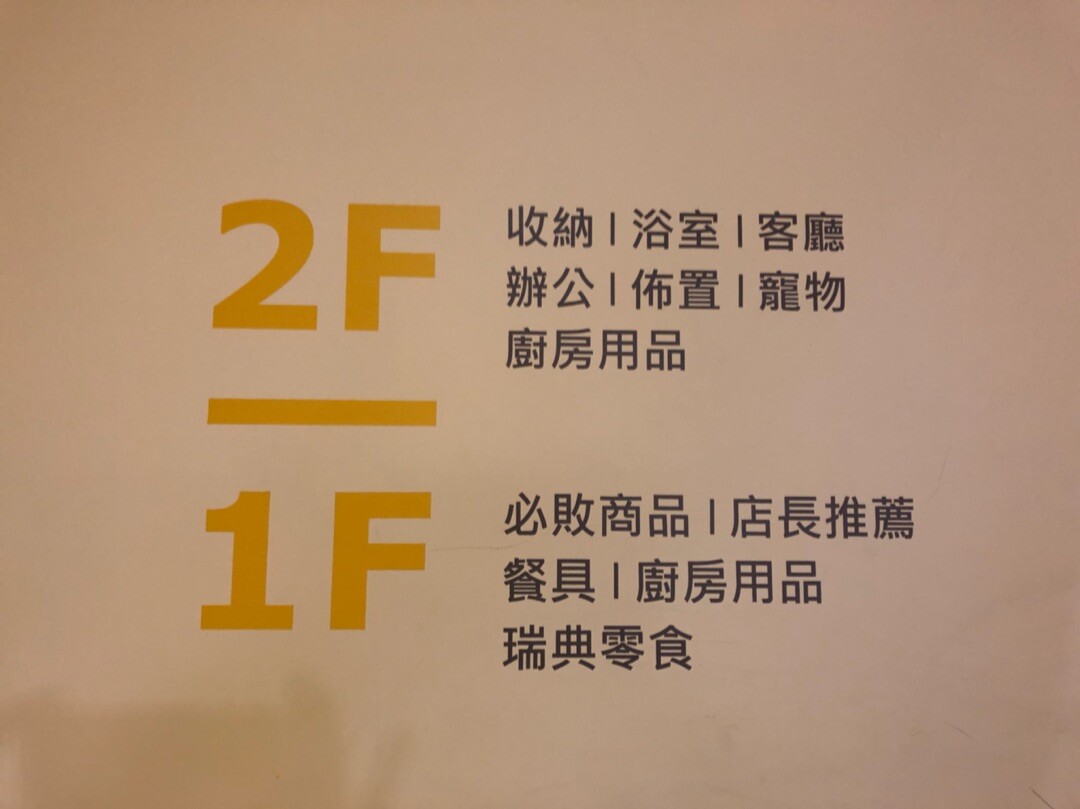 2F
收納 | 浴室 | 客廳
辦公 | 佈置 | 寵物
廚房用品
1F
必敗商品 | 店長推薦
餐具 | 廚房用品
瑞典零食